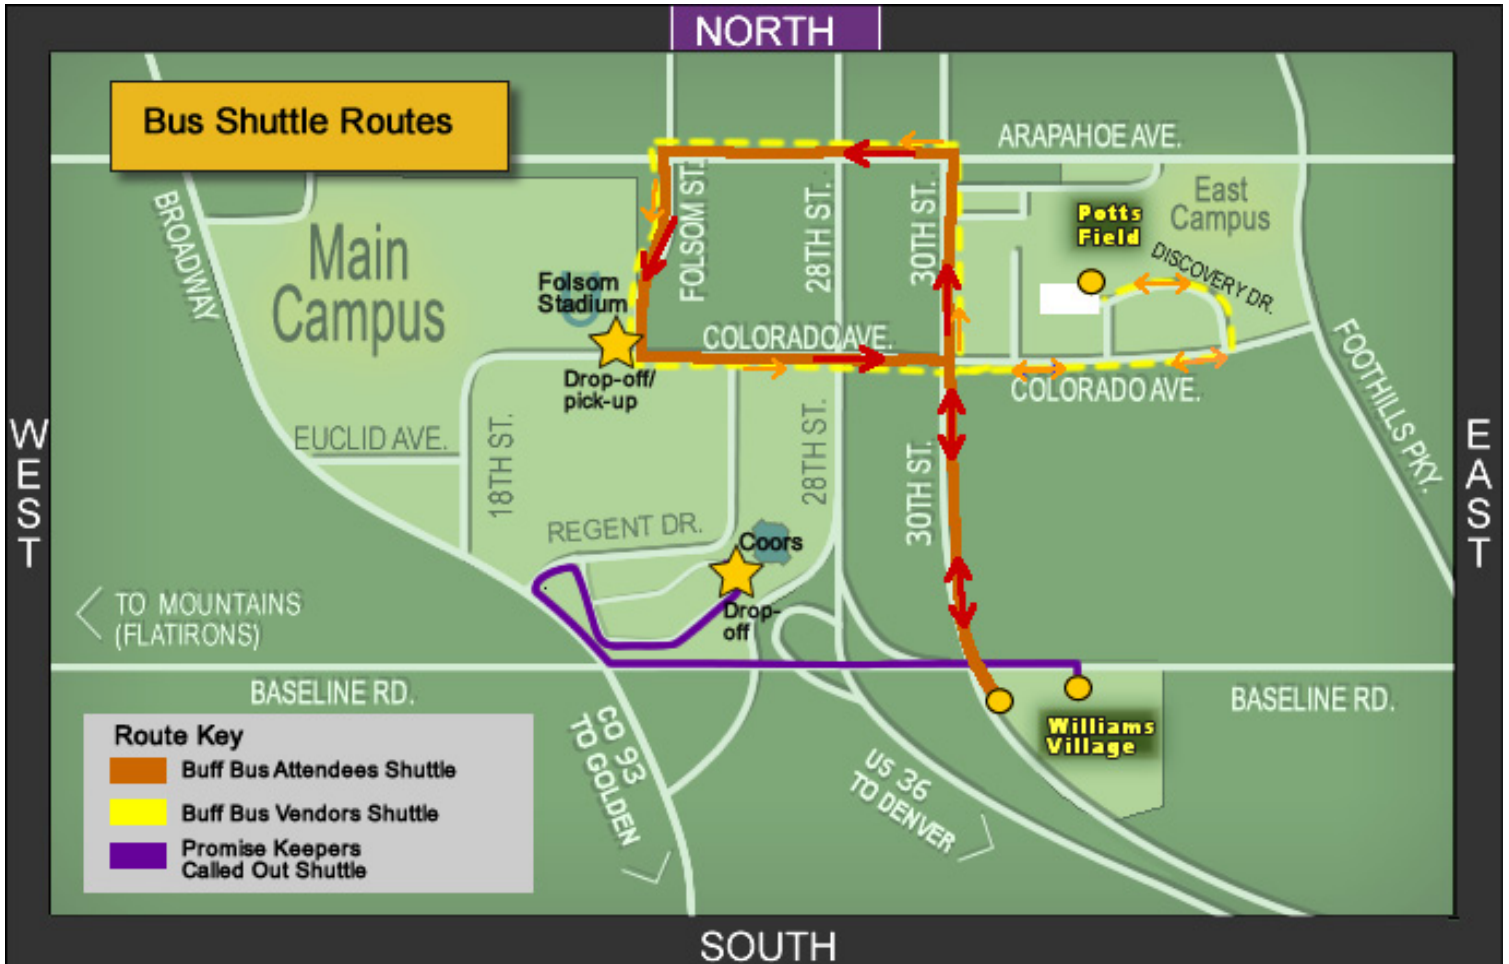 NORTH
Bus Shuttle Routes
ARAPAHOE AVE.
BROADWAY
Main
Campus
FOLSOM ST.
28TH ST.
30TH ST.
East
Campus
Potts
Field
DISCOVERY DR.
Folsom
Stadium
COLORADO AVE.
Drop-off/
pick-up
COLORADO AVE.
FOOTHILLS PKY.
WEST
EAST
EUCLID AVE.
18TH ST.
28TH ST.
30TH ST.
REGENT DR.
Coors
Drop-
off
TO MOUNTAINS
(FLATIRONS)
BASELINE RD.
BASELINE RD.
Williams
Village
CO 93
TO GOLDEN
US 36
TO DENVER
Route Key
Buff Bus Attendees Shuttle
Buff Bus Vendors Shuttle
Promise Keepers
Called Out Shuttle
SOUTH